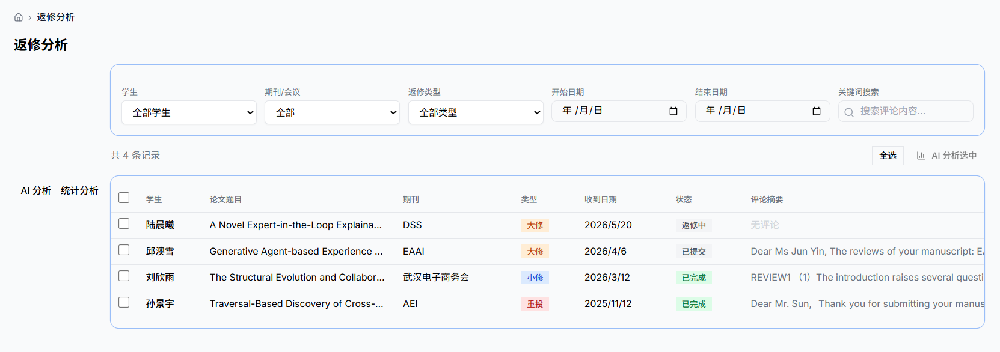 返修分析
返修分析
学生 期刊/会议 返修类型 开始日期 结束日期 关键词搜索
全部学生 全部 全部类型 年 /月/日 年 /月/日 搜索评论内容...
共 4 条记录 全选 AI 分析选中
AI 分析 统计分析
学生 论文题目 期刊 类型 收到日期 状态 评论摘要
陆晨曦 A Novel Expert-in-the-Loop Explaina... DSS 大修 2026/5/20 返修中 无评论
邱澳雪 Generative Agent-based Experience ... EAAI 大修 2026/4/6 已提交 Dear Ms Jun Yin, The reviews of your manuscript: EA
刘欣雨 The Structural Evolution and Collabor... 武汉电子商务会 小修 2026/3/12 已完成 REVIEW1 （1）The introduction raises several questi
孙景宇 Traversal-Based Discovery of Cross-... AEI 重投 2025/11/12 已完成 Dear Mr. Sun, Thank you for submitting your manus